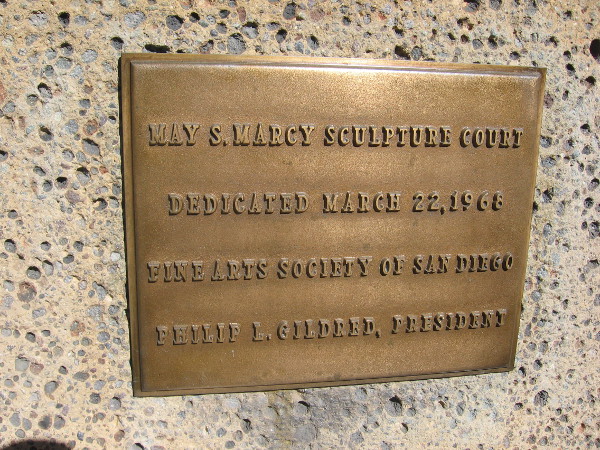 MAY S. MARCY SCULPTURE COURT
DEDICATED MARCH 22, 1968
FINE ARTS SOCIETY OF SAN DIEGO
PHILIP L. GILDRED, PRESIDENT